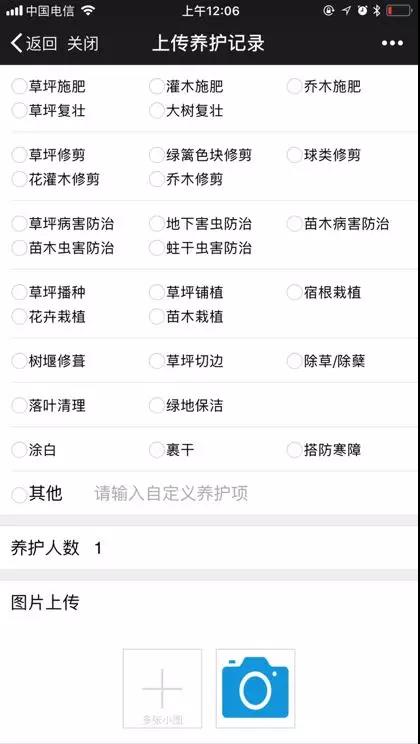 中国电信 上午12:06
返回 关闭 上传养护记录
草坪施肥 灌木施肥 乔木施肥
草坪复壮 大树复壮
草坪修剪 绿篱色块修剪 球类修剪
花灌木修剪 乔木修剪
草坪病害防治 地下害虫防治 苗木病害防治
苗木虫害防治 蛀干虫害防治
草坪播种 草坪铺植 宿根栽植
花卉栽植 苗木栽植
树堰修葺 草坪切边 除草/除蘖
落叶清理 绿地保洁
涂白 裹干 搭防寒障
其他 请输入自定义养护项
养护人数 1
图片上传
多张小图